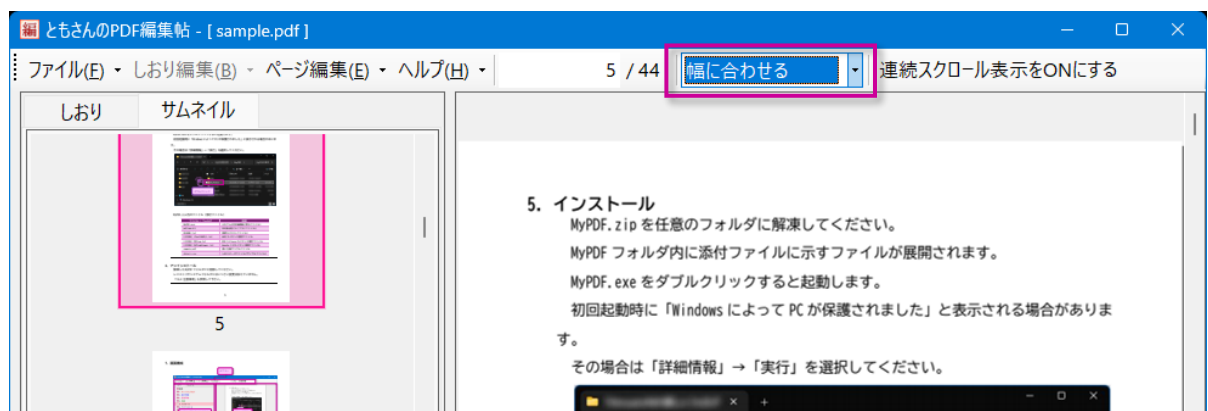 編 ともさんのPDF編集帖 - [ sample.pdf ]
ファイル(F) しおり編集(B) ページ編集(E) ヘルプ(H) 5 / 44 幅に合わせる 連続スクロール表示をONにする
しおり サムネイル
5
5. インストール
MyPDF.zip を任意のフォルダに解凍してください。
MyPDF フォルダ内に添付ファイルに示すファイルが展開されます。
MyPDF.exe をダブルクリックすると起動します。
初回起動時に「Windows によって PC が保護されました」と表示される場合がありま
す。
その場合は「詳細情報」→「実行」を選択してください。